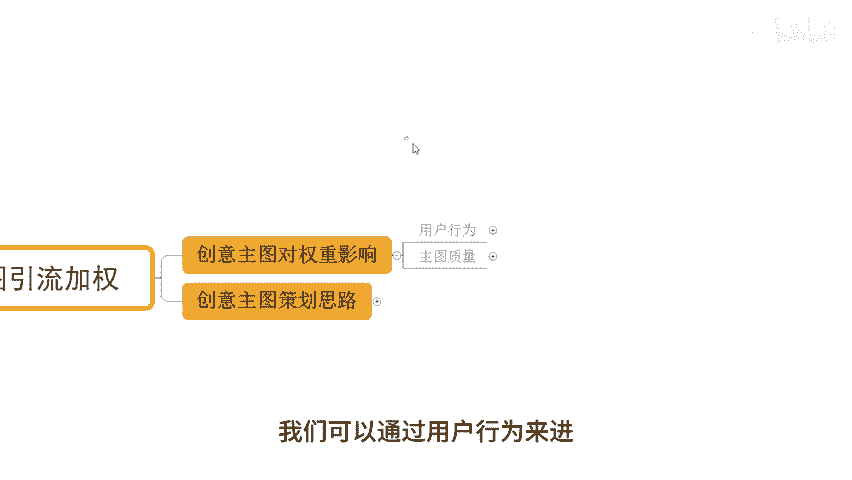 用户行为
创意主图对权重影响
主图质量
图引流加权
创意主图策划思路
我们可以通过用户行为来进